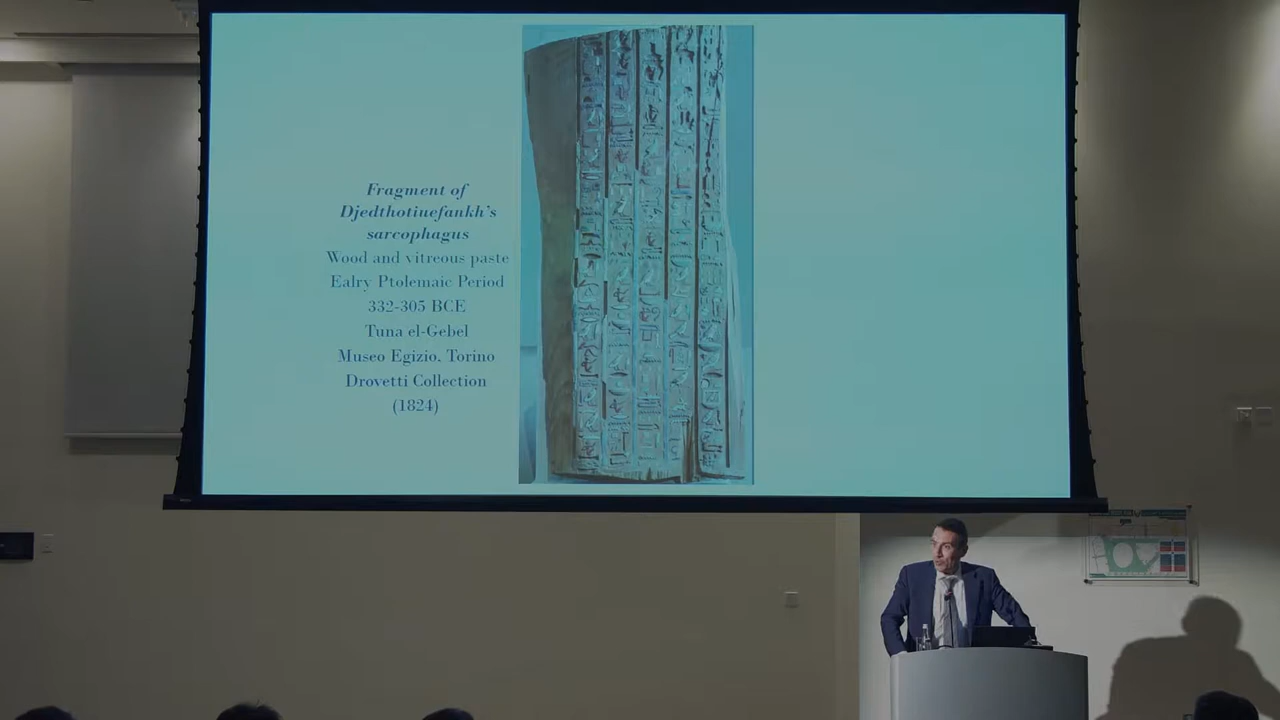 Fragment of
Djedthotinefankh's
sarcophagus
Wood and vitreous paste
Ealry Ptolemaic Period
332-305 BCE
Tuna el-Gebel
Museo Egizio, Torino
Drovetti Collection
(1824)